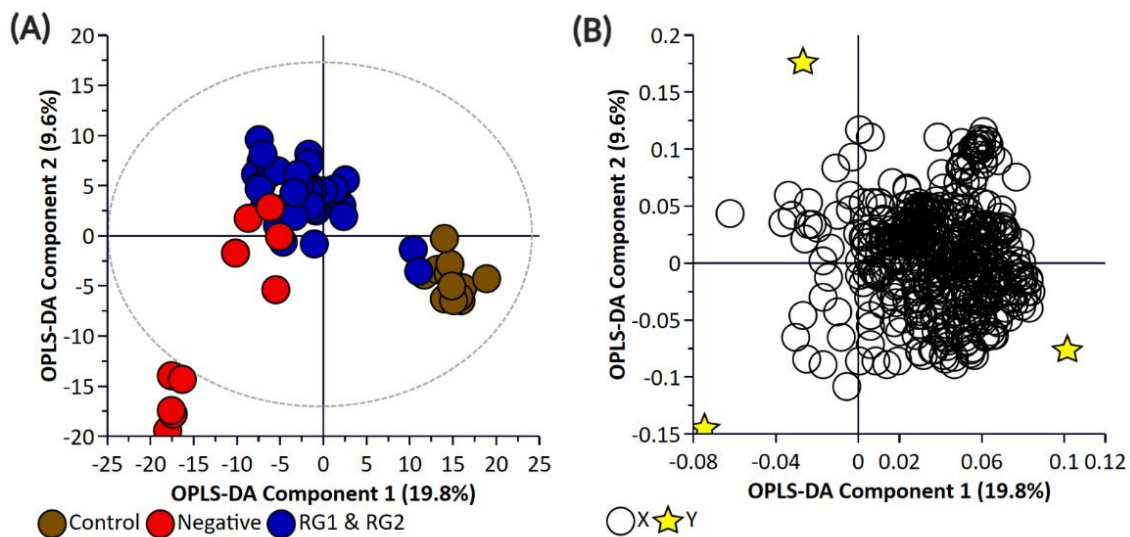 (A)
20
15
10
5
0
-5
-10
-15
-20
OPLS-DA Component 2 (9.6%)
-25 -20 -15 -10 -5 0 5 10 15 20 25
OPLS-DA Component 1 (19.8%)
Control Negative RG1 & RG2
(B)
0.2
0.15
0.1
0.05
0
-0.05
-0.1
-0.15
OPLS-DA Component 2 (9.6%)
-0.08 -0.04 0 0.02 0.06 0.1 0.12
OPLS-DA Component 1 (19.8%)
X Y